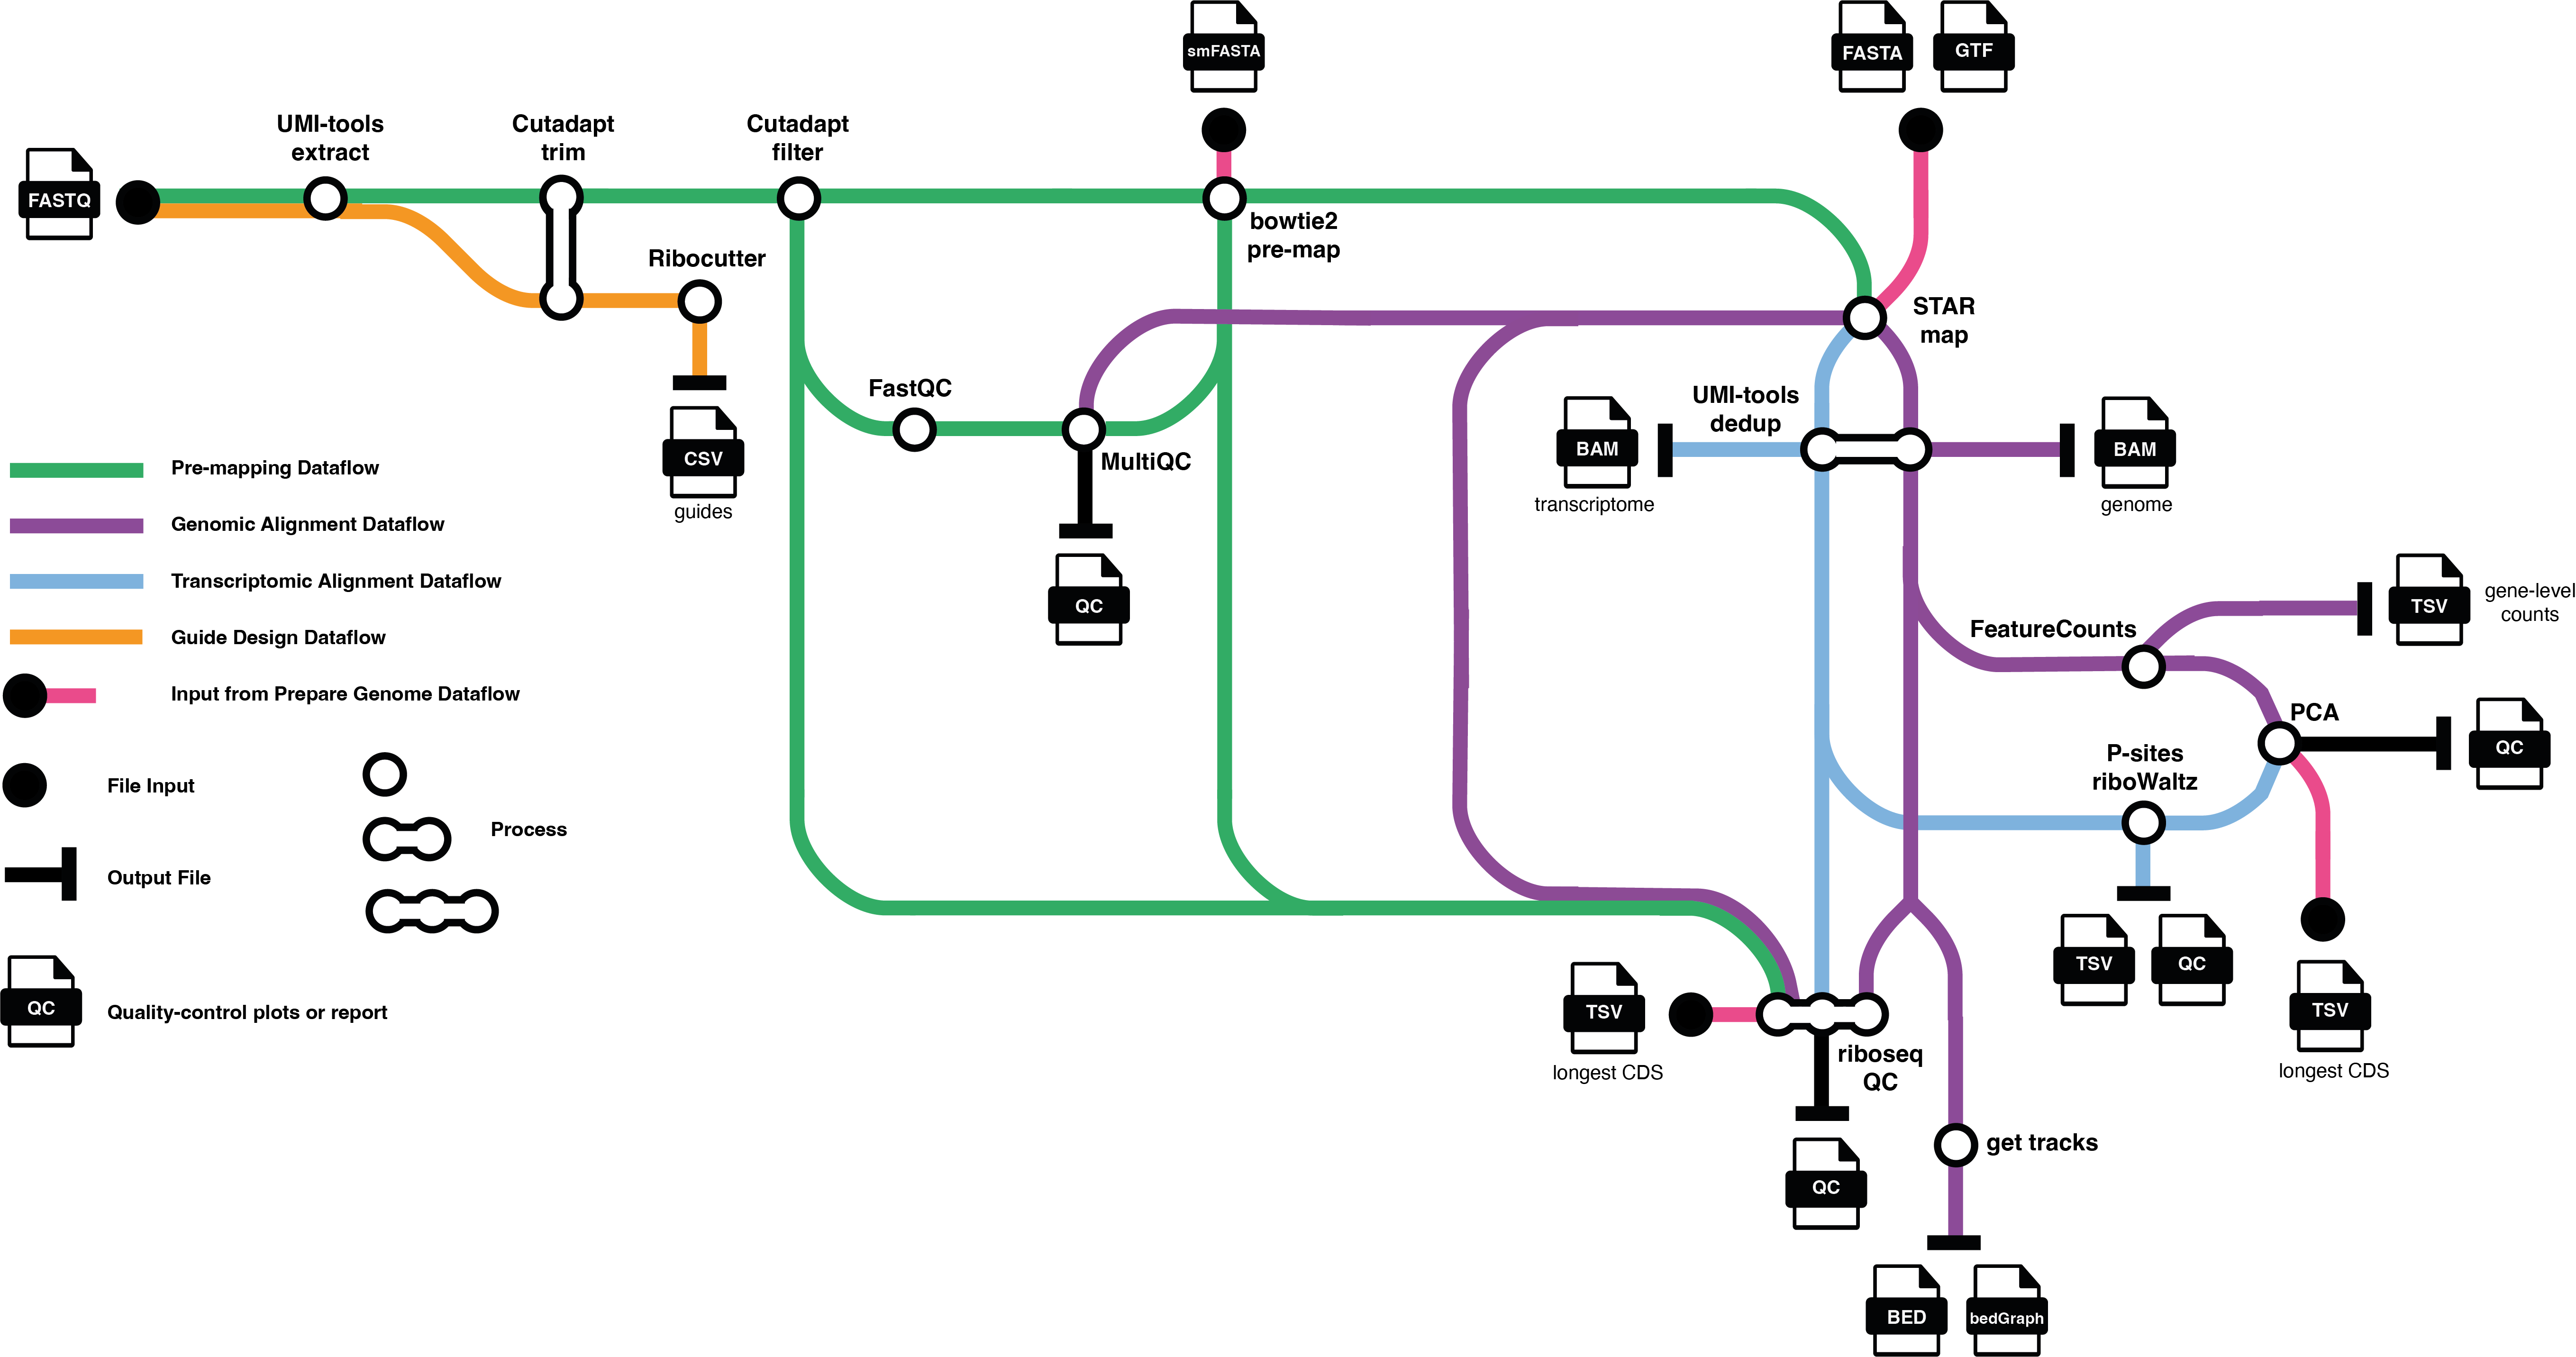 smFASTA
FASTA
GTF
UMI-tools
extract
Cutadapt
trim
Cutadapt
filter
FASTQ
bowtie2
pre-map
Ribocutter
STAR
map
FastQC
UMI-tools
dedup
CSV
guides
MultiQC
BAM
transcriptome
BAM
genome
Pre-mapping Dataflow
Genomic Alignment Dataflow
Transcriptomic Alignment Dataflow
Guide Design Dataflow
Input from Prepare Genome Dataflow
QC
FeatureCounts
TSV
gene-level
counts
PCA
QC
P-sites
riboWaltz
File Input
Process
Output File
QC
Quality-control plots or report
TSV
QC
TSV
longest CDS
TSV
longest CDS
riboseq
QC
get tracks
QC
BED
bedGraph